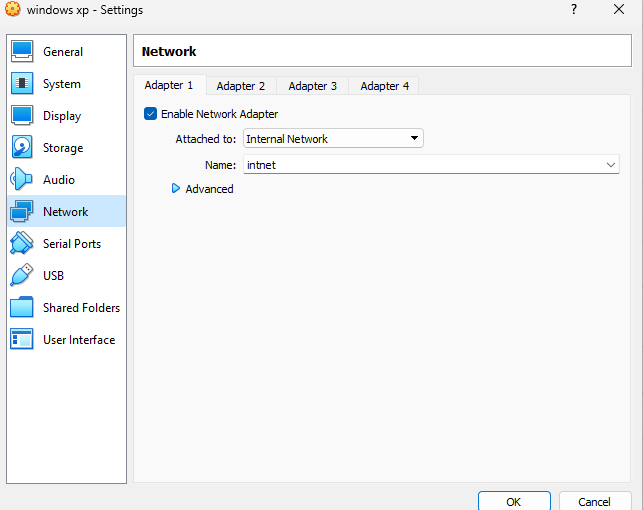 windows xp - Settings
?
General
System
Display
Storage
Audio
Network
Serial Ports
USB
Shared Folders
User Interface
Network
Adapter 1 Adapter 2 Adapter 3 Adapter 4
Enable Network Adapter
Attached to: Internal Network
Name: intnet
Advanced
OK Cancel